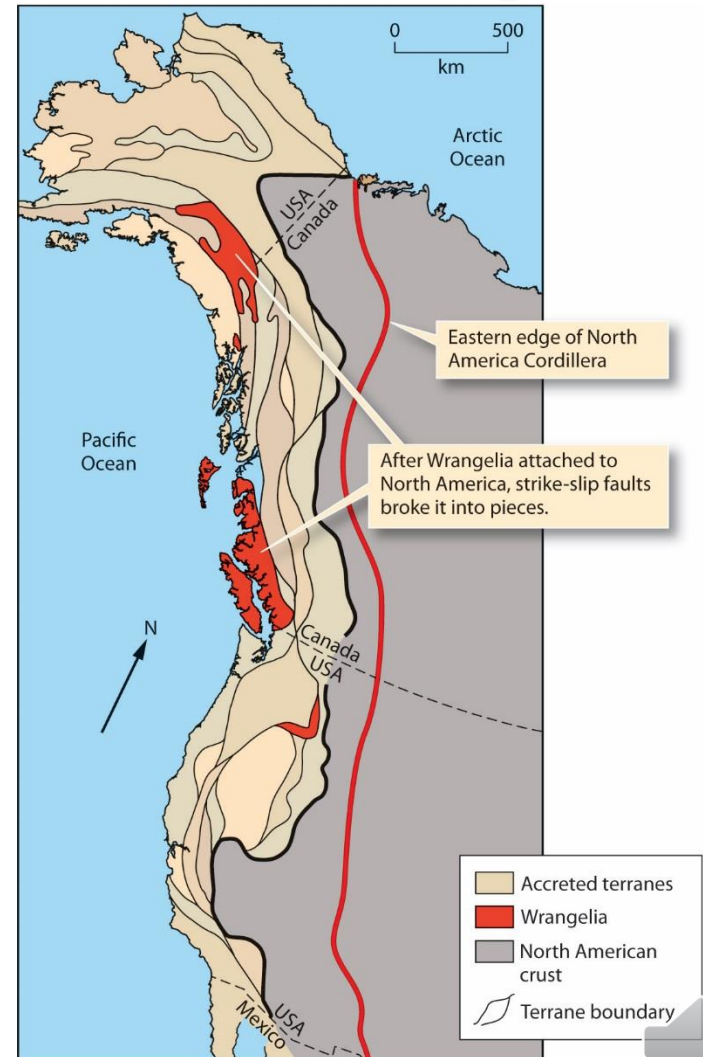 0 500
km
Arctic
Ocean
USA
Canada
Eastern edge of North
America Cordillera
Pacific
Ocean
After Wrangelia attached to
North America, strike-slip faults
broke it into pieces.
N
Canada
USA
Accreted terranes
Wrangelia
North American
crust
Terrane boundary
USA
Mexico